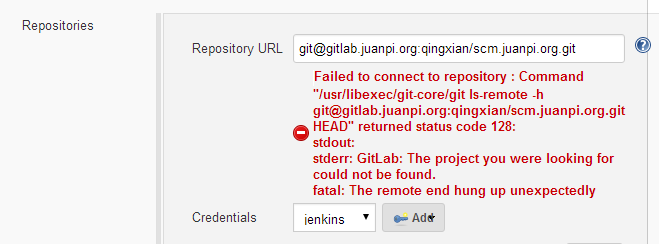 Repositories
Repository URL git@gitlab.juanpi.org:qingxian/scm.juanpi.org.git
Failed to connect to repository : Command
"/usr/libexec/git-core/git ls-remote -h
git@gitlab.juanpi.org:qingxian/scm.juanpi.org.git
HEAD" returned status code 128:
stdout:
stderr: GitLab: The project you were looking for
could not be found.
fatal: The remote end hung up unexpectedly
Credentials jenkins Add